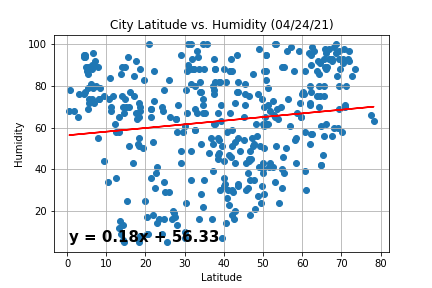 City Latitude vs. Humidity (04/24/21)
100
80
60
40
20
Humidity
y = 0.18x + 56.33
0 10 20 30 40 50 60 70 80
Latitude